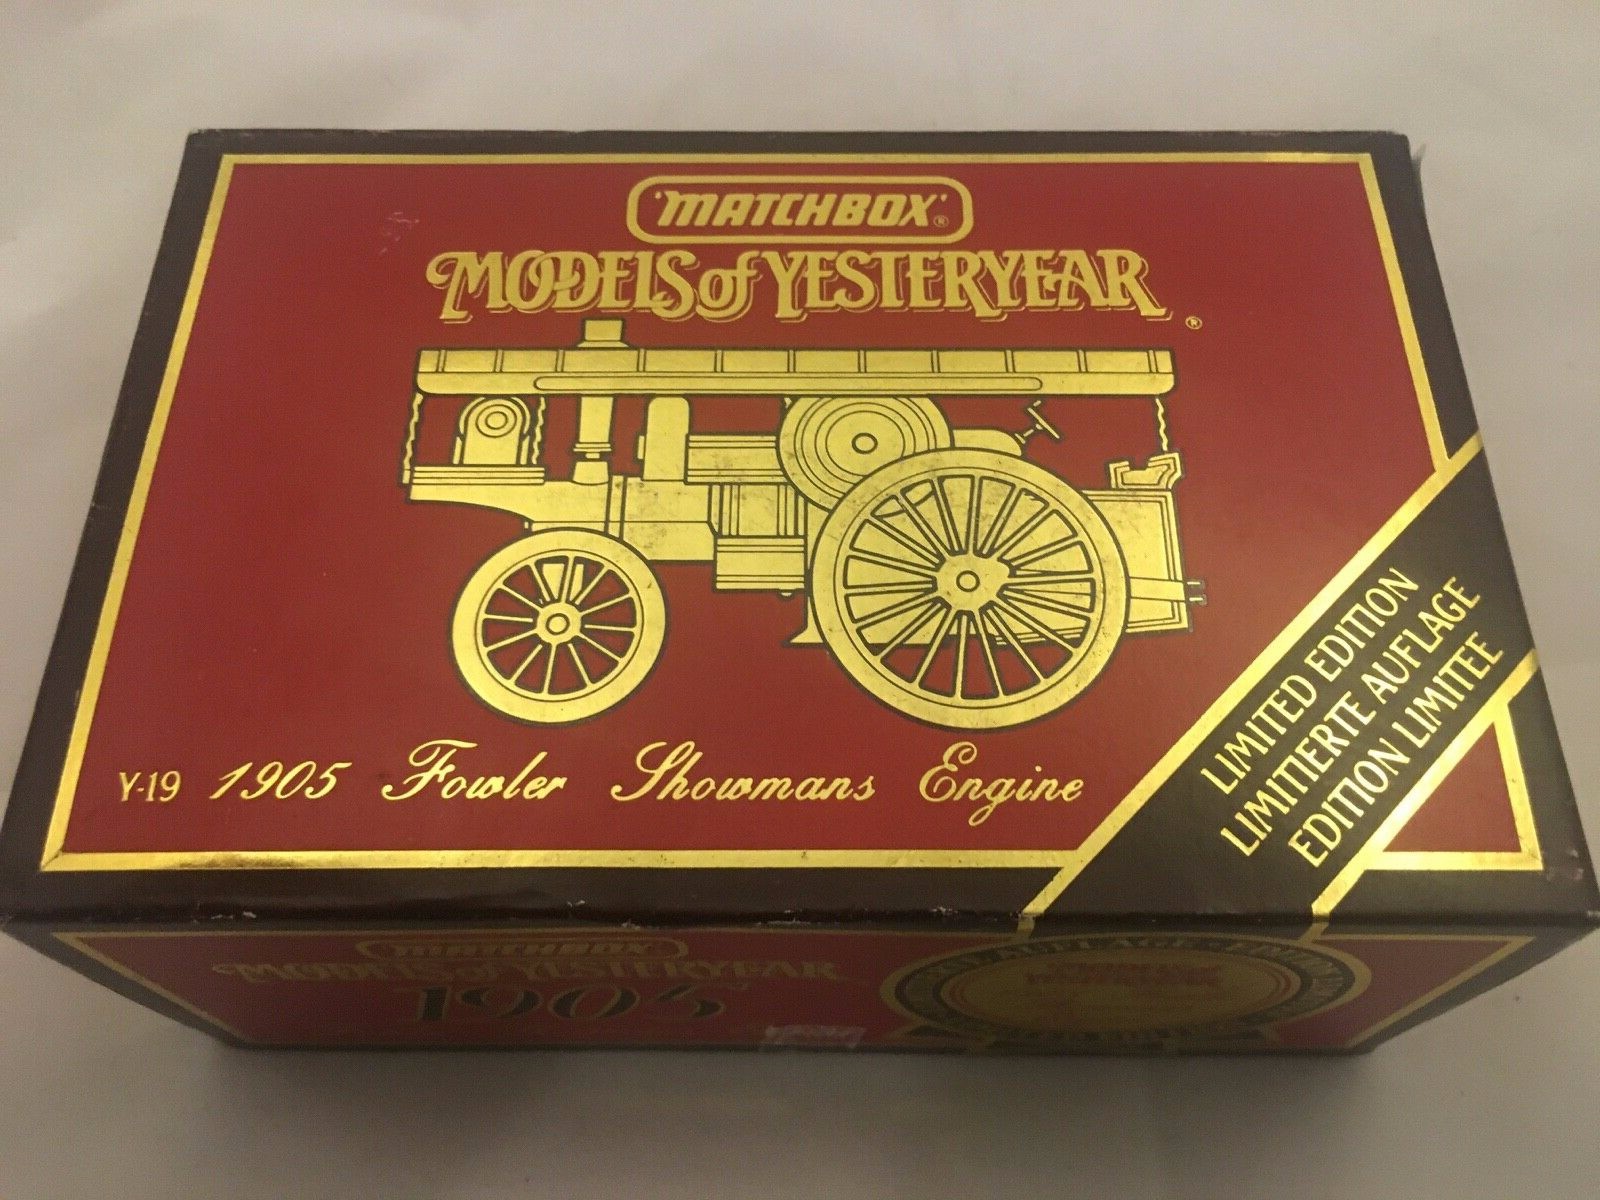 'MATCHBOX'®
MODELS of YESTERYEAR®
Y-19 1905 Fowler Showmans Engine
LIMITED EDITION
LIMITIERTE AUFLAGE
EDITION LIMITEE
MATCHBOX
MODELS of YESTERYEAR
1905